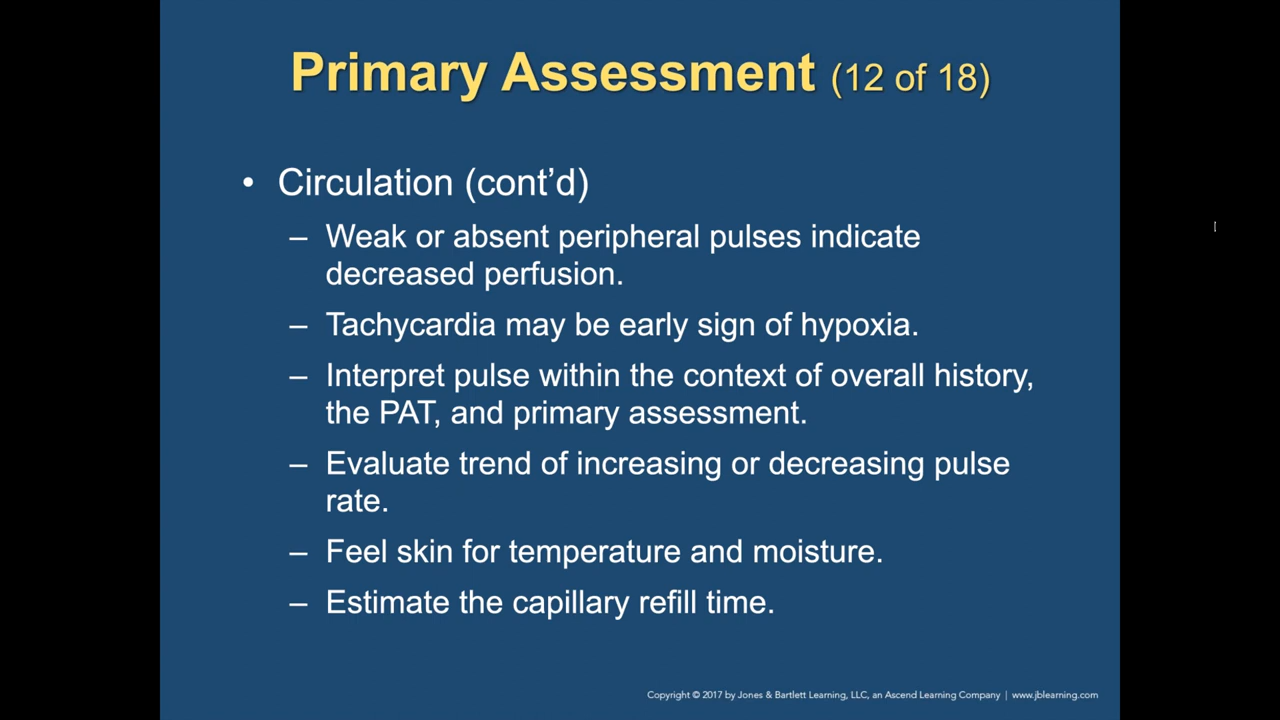 Primary Assessment (12 of 18)
• Circulation (cont’d)
– Weak or absent peripheral pulses indicate
decreased perfusion.
– Tachycardia may be early sign of hypoxia.
– Interpret pulse within the context of overall history,
the PAT, and primary assessment.
– Evaluate trend of increasing or decreasing pulse
rate.
– Feel skin for temperature and moisture.
– Estimate the capillary refill time.
Copyright © 2017 by Jones & Bartlett Learning, LLC, an Ascend Learning Company | www.jblearning.com